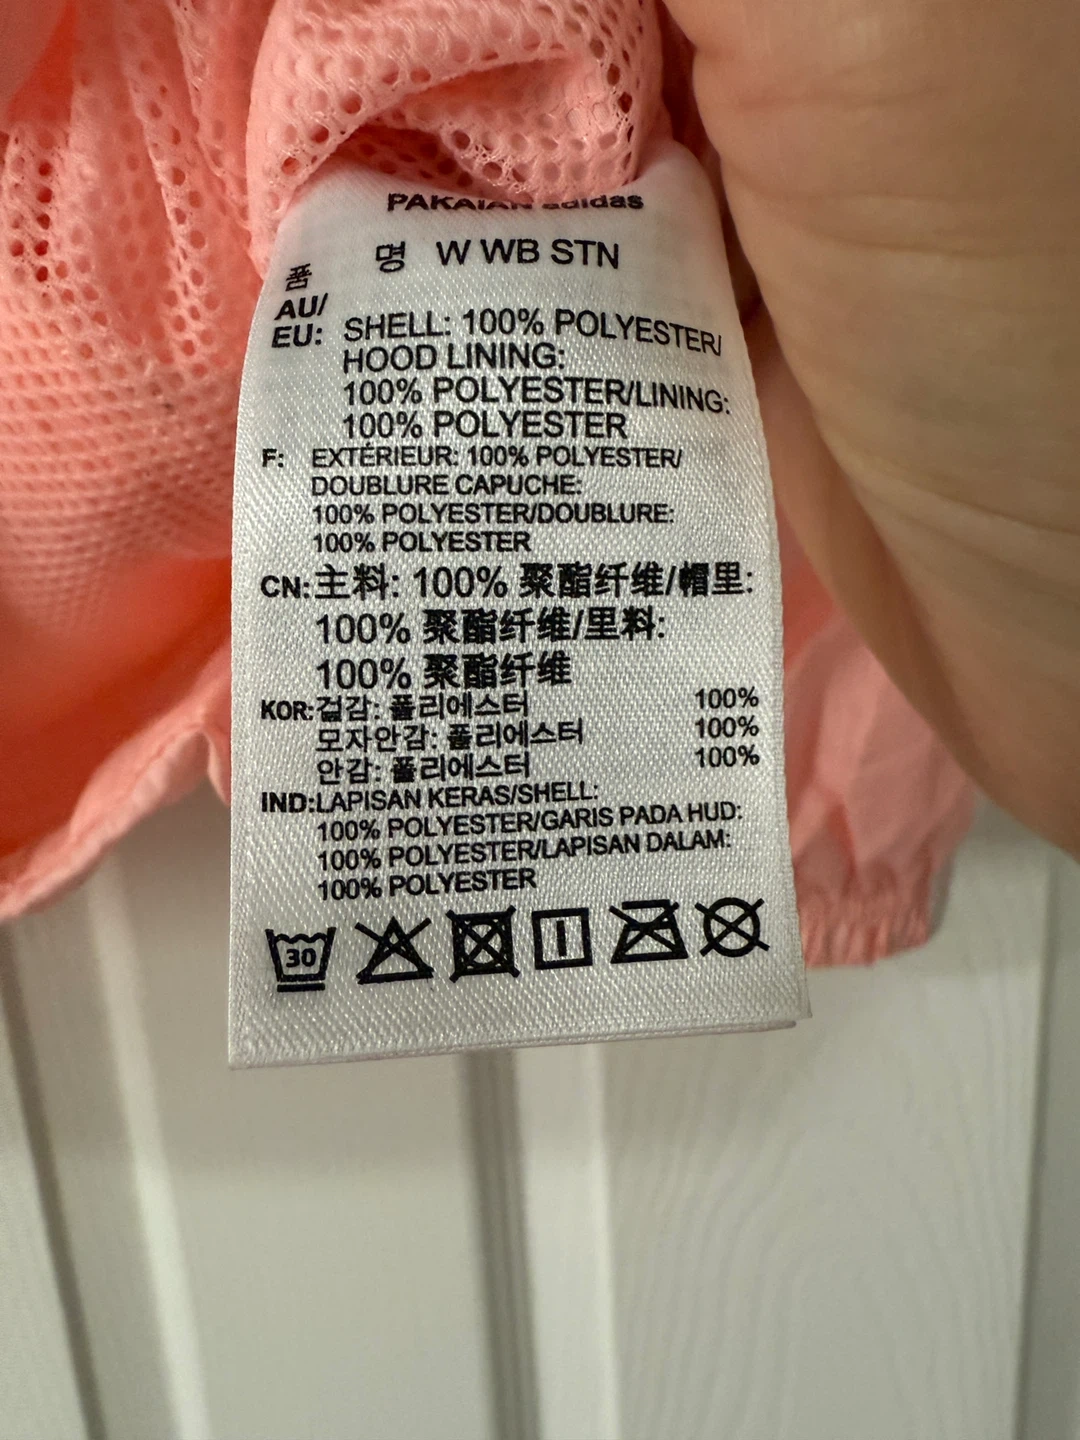 PAKAIAN adidas
품 명 W WB STN
AU/
EU: SHELL: 100% POLYESTER/
HOOD LINING:
100% POLYESTER/LINING:
100% POLYESTER
F: EXTÉRIEUR: 100% POLYESTER/
DOUBLURE CAPUCHE:
100% POLYESTER/DOUBLURE:
100% POLYESTER
CN: 主料: 100% 聚酯纤维/帽里:
100% 聚酯纤维/里料:
100% 聚酯纤维
KOR: 겉감: 폴리에스터 100%
모자안감: 폴리에스터 100%
안감: 폴리에스터 100%
IND: LAPISAN KERAS/SHELL:
100% POLYESTER/GARIS PADA HUD:
100% POLYESTER/LAPISAN DALAM:
100% POLYESTER
30